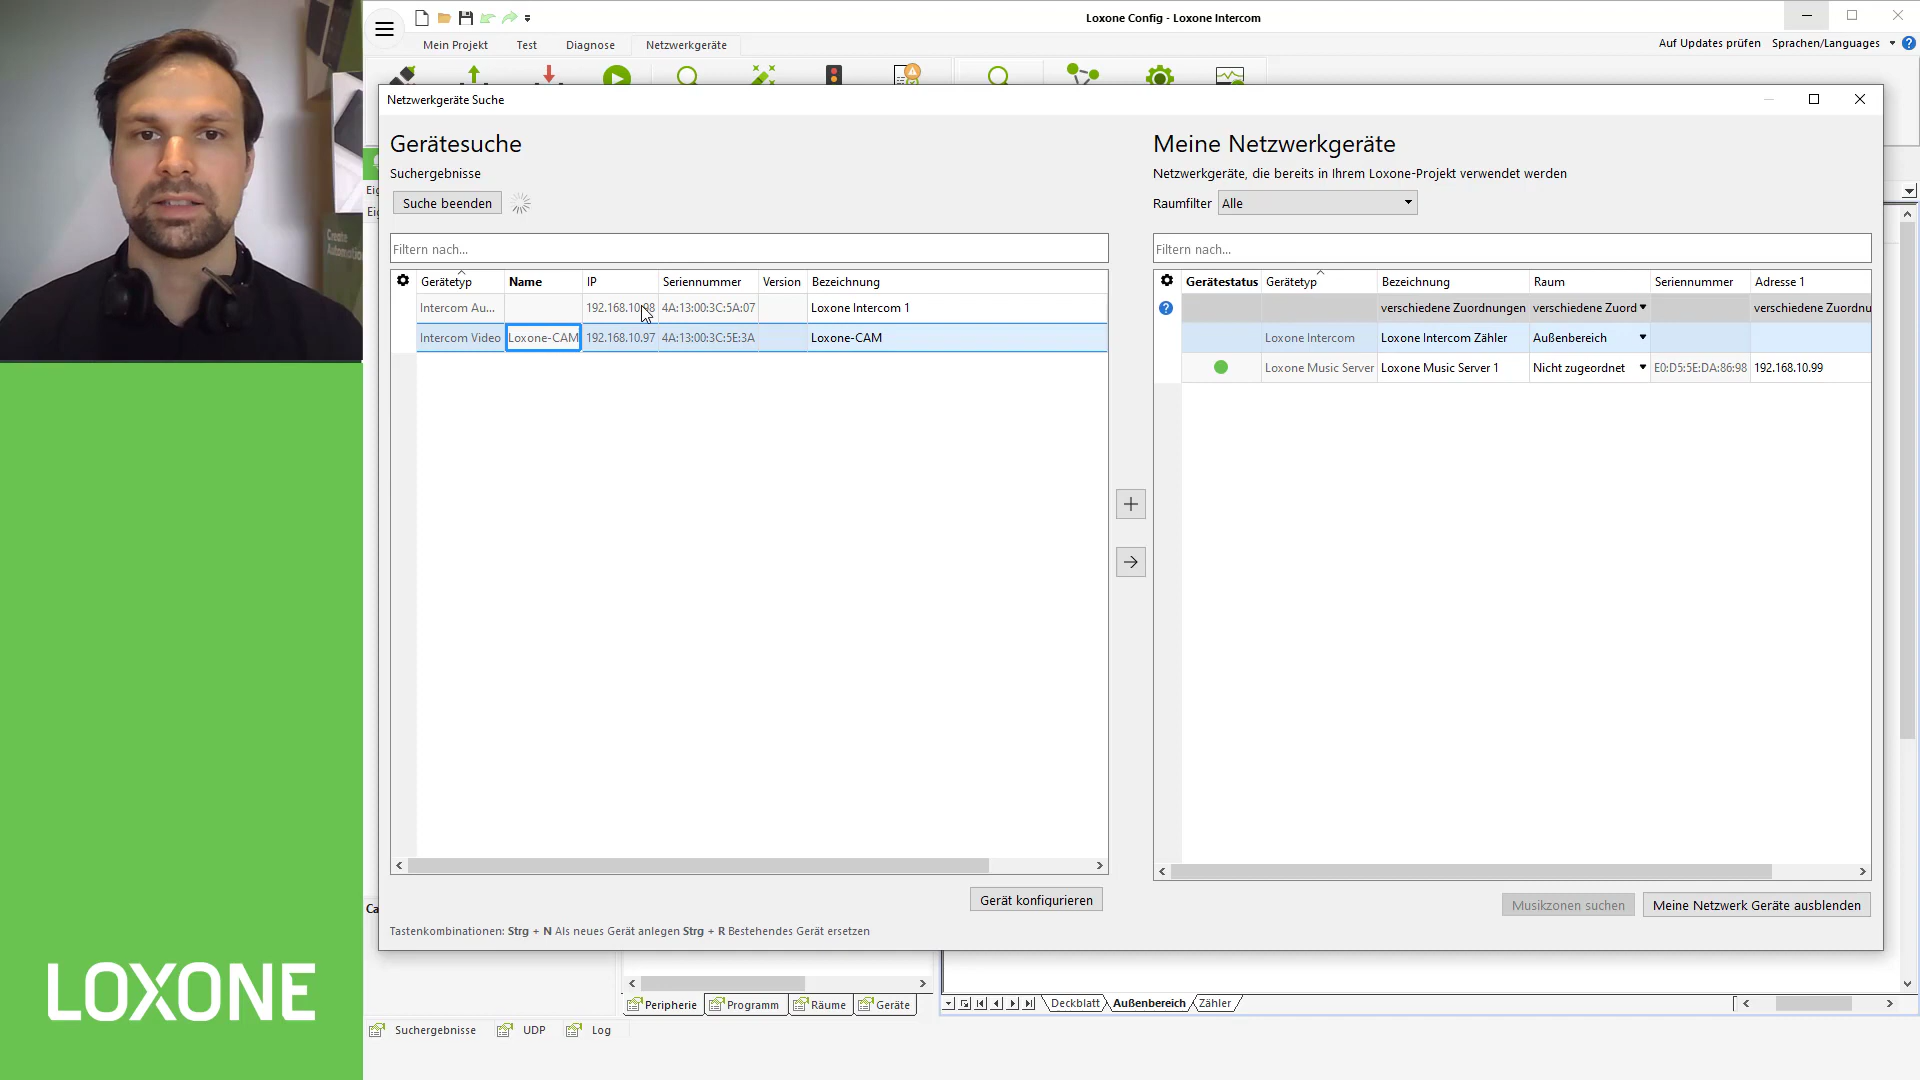 Loxone Config - Loxone Intercom
Mein Projekt Test Diagnose Netzwerkgeräte
Auf Updates prüfen Sprachen/Languages
Netzwerkgeräte Suche
Gerätesuche
Suchergebnisse
Suche beenden
Filtern nach...
Gerätetyp Name IP Seriennummer Version Bezeichnung
Intercom Au... 192.168.10.98 4A:13:00:3C:5A:07 Loxone Intercom 1
Intercom Video Loxone-CAM 192.168.10.97 4A:13:00:3C:5E:3A Loxone-CAM
Gerät konfigurieren
Tastenkombinationen: Strg + N Als neues Gerät anlegen Strg + R Bestehendes Gerät ersetzen
Meine Netzwerkgeräte
Netzwerkgeräte, die bereits in Ihrem Loxone-Projekt verwendet werden
Raumfilter Alle
Filtern nach...
Gerätestatus Gerätetyp Bezeichnung Raum Seriennummer Adresse 1
verschiedene Zuordnungen verschiedene Zuord verschiedene Zuordnu
Loxone Intercom Loxone Intercom Zähler Außenbereich
Loxone Music Server Loxone Music Server 1 Nicht zugeordnet E0:D5:5E:DA:86:98 192.168.10.99
Musikzonen suchen Meine Netzwerk Geräte ausblenden
Eig
Eig
Ca
Peripherie Programm Räume Geräte
Deckblatt Außenbereich Zähler
Suchergebnisse UDP Log
Create
Automation
LOXONE